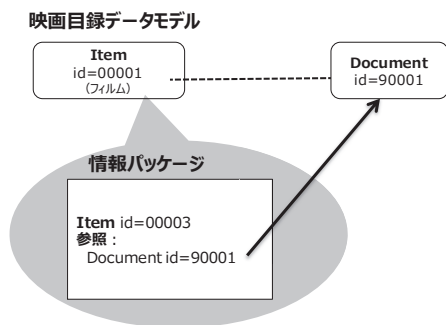 映画目録データモデル
Item
id=00001
(フィルム)
Document
id=90001
情報パッケージ
Item id=00003
参照：
Document id=90001